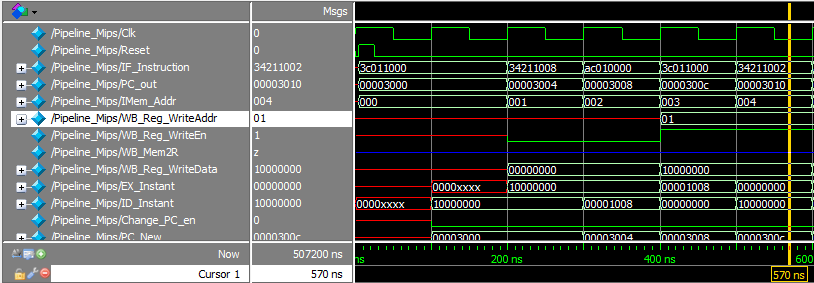 Msgs
/Pipeline_Mips/Clk 0
/Pipeline_Mips/Reset 0
/Pipeline_Mips/IF_Instruction 34211002 3c011000 34211008 ac010000 3c011000 34211002
/Pipeline_Mips/PC_out 00003010 00003000 00003004 00003008 0000300c 00003010
/Pipeline_Mips/IMem_Addr 004 000 001 002 003 004
/Pipeline_Mips/WB_Reg_WriteAddr 01 01
/Pipeline_Mips/WB_Reg_WriteEn 1
/Pipeline_Mips/WB_Mem2R z
/Pipeline_Mips/WB_Reg_WriteData 10000000 00000000 10000000
/Pipeline_Mips/EX_Instant 00000000 0000xxxx 10000000 00001008 00000000
/Pipeline_Mips/ID_Instant 10000000 0000xxxx 10000000 00001008 00000000 10000000
/Pipeline_Mips/Change_PC_en 0
/Pipeline_Mips/PC_New 0000300c 00003000 00003004 00003008 0000300c
Now 507200 ns 200 ns 400 ns 600
Cursor 1 570 ns 570 ns